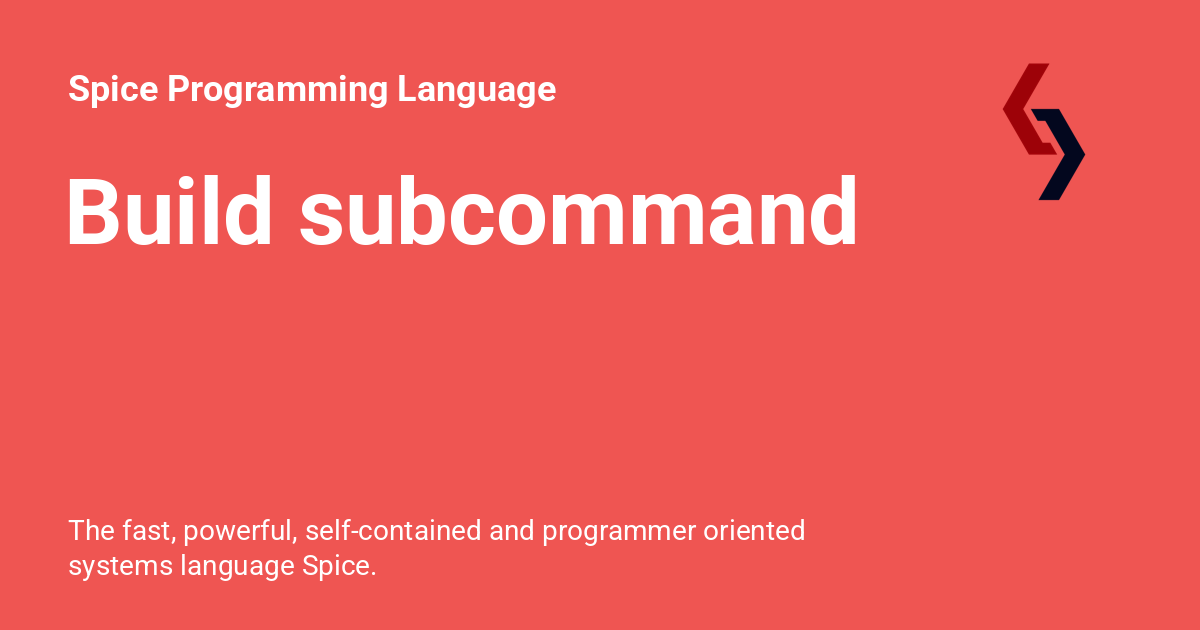 Spice Programming Language
Build subcommand
The fast, powerful, self-contained and programmer oriented
systems language Spice.